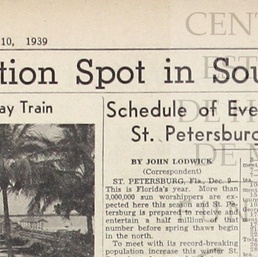 10, 1939
tion Spot in Sou
ay Train
Schedule of Eve
St. Petersburg
BY JOHN LODWICK
(Correspondent)
ST. PETERSBURG, Fla., Dec. 9—
This is Florida's year. More than
3,000,000 sun worshipers are ex-
pected here this season and St. Pe-
tersburg is prepared to receive and
entertain a half million of that
number before spring thaws begin
in the north.
To meet with its record-breaking
population increase this winter St.
CENT
DE